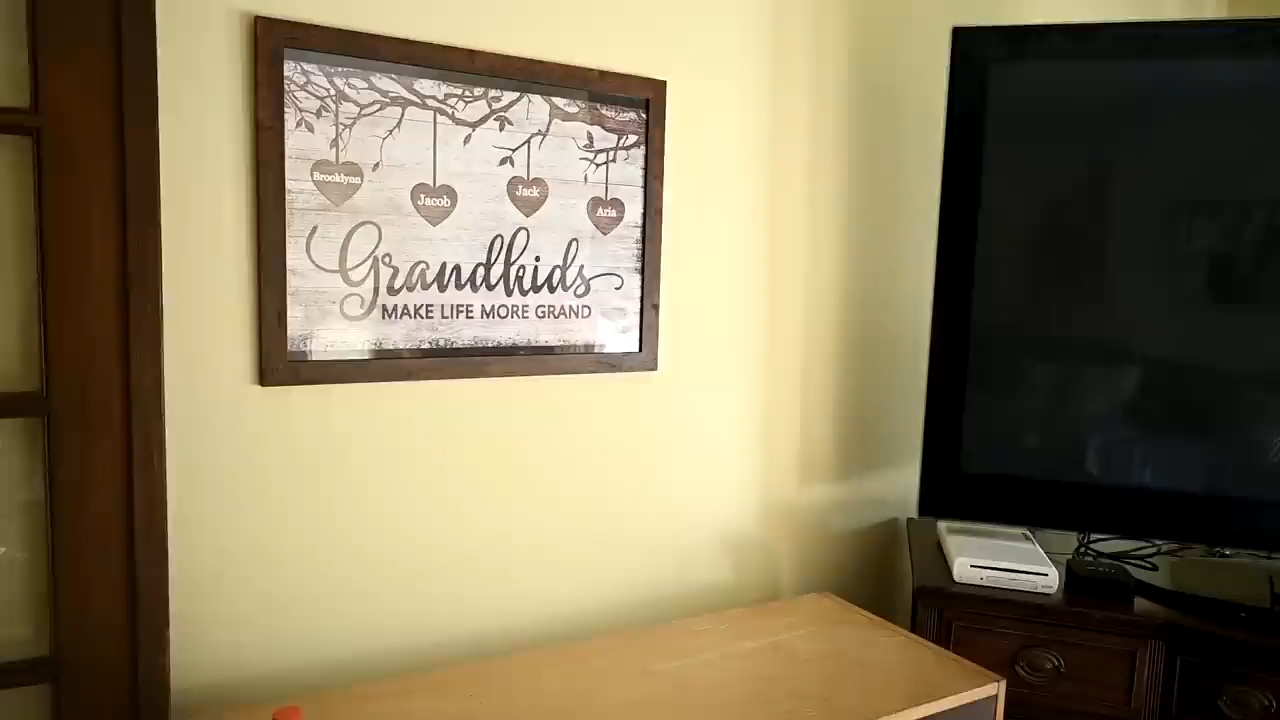 Brooklynn
Jacob
Jack
Aria
Grandkids
MAKE LIFE MORE GRAND